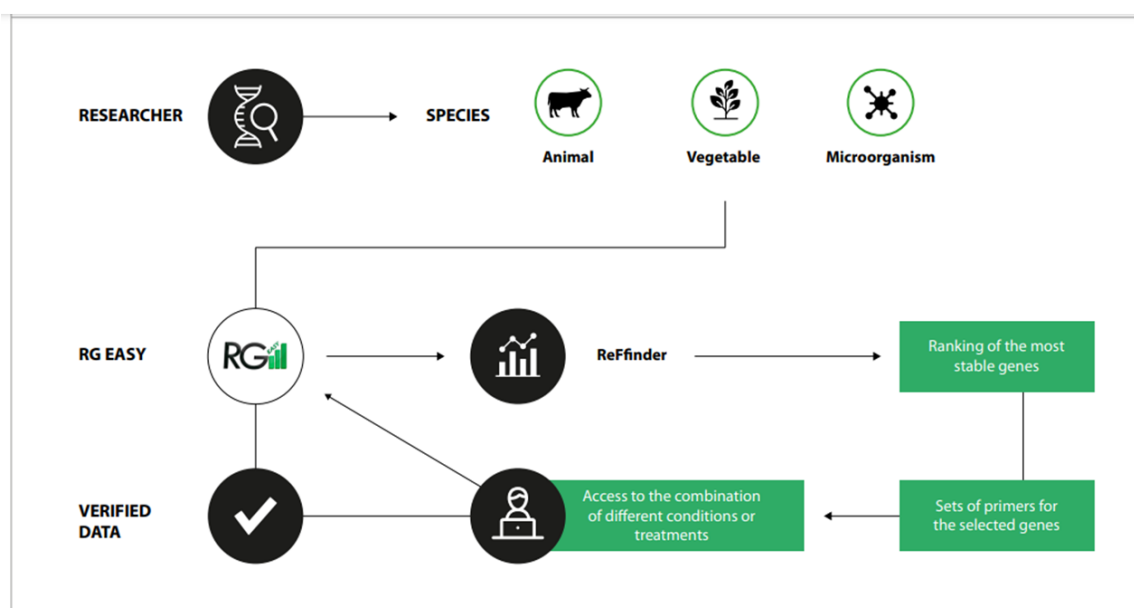 RESEARCHER
SPECIES
Animal
Vegetable
Microorganism
RG EASY
RG EASY
ReFfinder
Ranking of the most
stable genes
VERIFIED
DATA
Access to the combination
of different conditions or
treatments
Sets of primers for
the selected genes